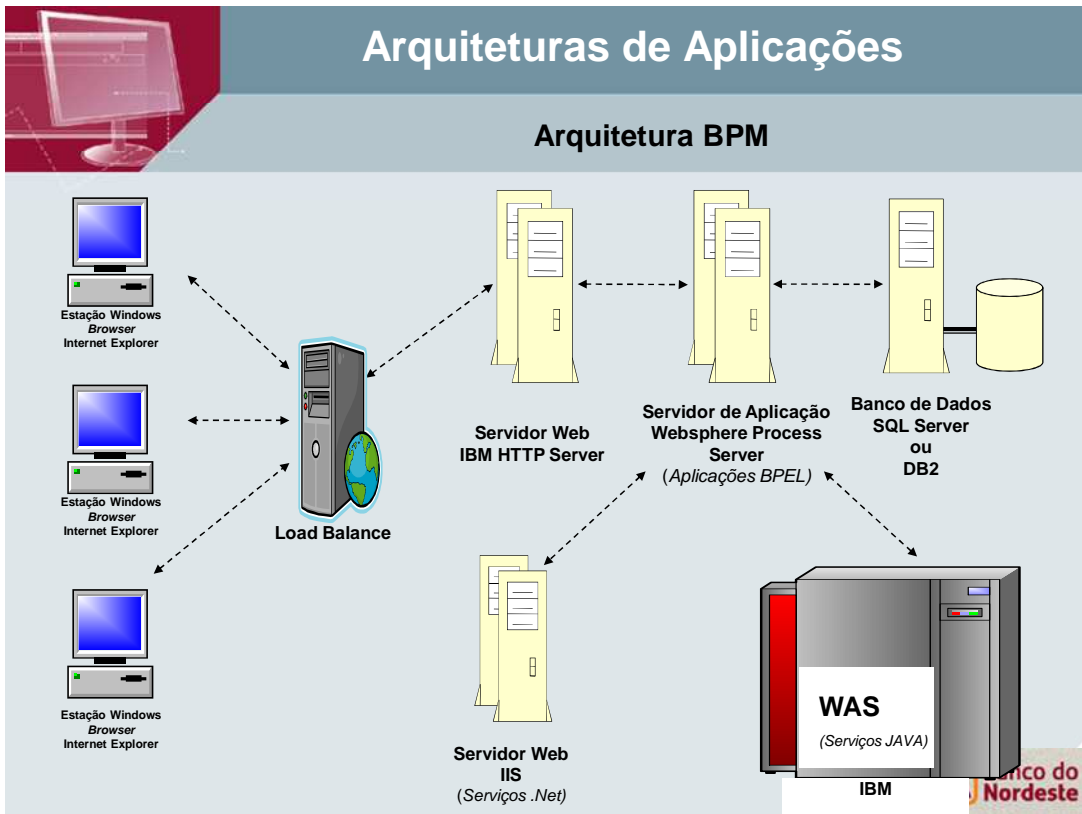 Arquiteturas de Aplicações
Arquitetura BPM
Estação Windows
Browser
Internet Explorer
Estação Windows
Browser
Internet Explorer
Estação Windows
Browser
Internet Explorer
Load Balance
Servidor Web
IBM HTTP Server
Servidor de Aplicação
Websphere Process
Server
(Aplicações BPEL)
Banco de Dados
SQL Server
ou
DB2
Servidor Web
IIS
(Serviços .Net)
WAS
(Serviços JAVA)
IBM
do
Nordeste